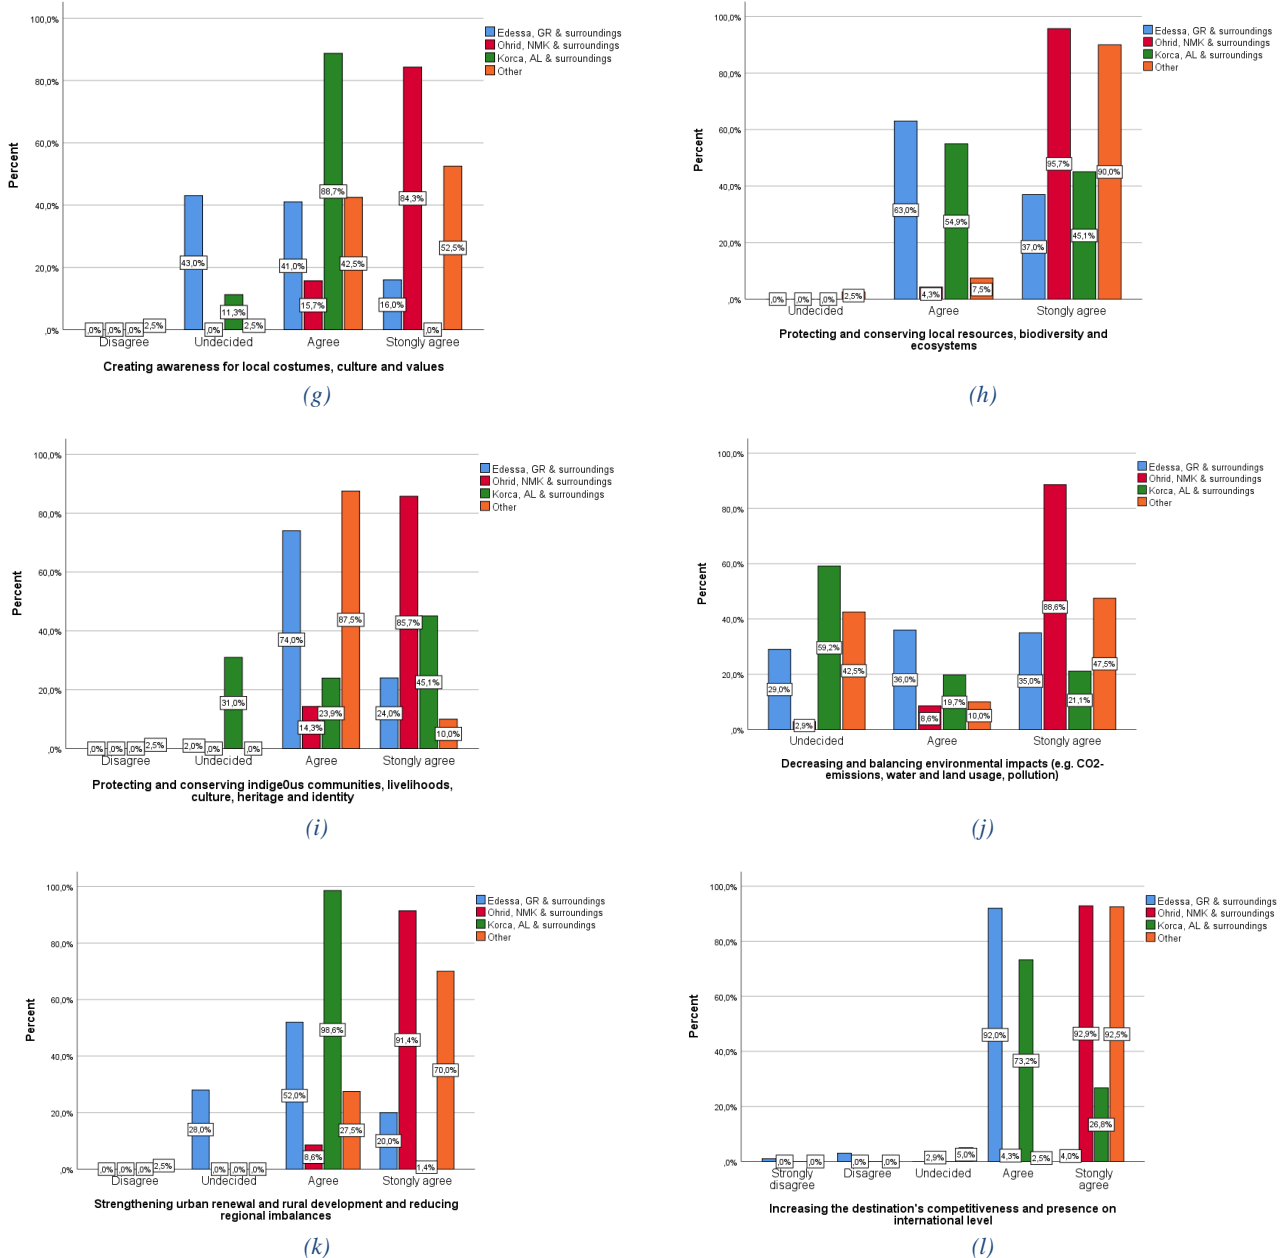 100,0%
80,0%
60,0%
40,0%
20,0%
,0%
Percent
Edessa, GR & surroundings
Ohrid, NMK & surroundings
Korca, AL & surroundings
Other
,0% ,0% ,0% 2,5%
43,0% ,0% 11,3% 2,5%
41,0% 15,7% 88,7% 42,5%
16,0% 84,3% ,0% 52,5%
Disagree Undecided Agree Stongly agree
Creating awareness for local costumes, culture and values
(g)
100,0%
80,0%
60,0%
40,0%
20,0%
,0%
Percent
Edessa, GR & surroundings
Ohrid, NMK & surroundings
Korca, AL & surroundings
Other
,0% ,0% ,0% 2,5%
63,0% 4,3% 54,9% 7,5%
37,0% 95,7% 45,1% 90,0%
Undecided Agree Stongly agree
Protecting and conserving local resources, biodiversity and
ecosystems
(h)
100,0%
80,0%
60,0%
40,0%
20,0%
,0%
Percent
Edessa, GR & surroundings
Ohrid, NMK & surroundings
Korca, AL & surroundings
Other
,0% ,0% ,0% 2,5%
2,0% ,0% 31,0% ,0%
74,0% 14,3% 23,9% 87,5%
24,0% 85,7% 45,1% 10,0%
Disagree Undecided Agree Stongly agree
Protecting and conserving indige0us communities, livelihoods,
culture, heritage and identity
(i)
100,0%
80,0%
60,0%
40,0%
20,0%
,0%
Percent
Edessa, GR & surroundings
Ohrid, NMK & surroundings
Korca, AL & surroundings
Other
29,0% 2,9% 59,2% 42,5%
36,0% 8,6% 19,7% 10,0%
35,0% 88,6% 21,1% 47,5%
Undecided Agree Stongly agree
Decreasing and balancing environmental impacts (e.g. CO2-
emissions, water and land usage, pollution)
(j)
100,0%
80,0%
60,0%
40,0%
20,0%
,0%
Percent
Edessa, GR & surroundings
Ohrid, NMK & surroundings
Korca, AL & surroundings
Other
,0% ,0% ,0% 2,5%
28,0% ,0% ,0% ,0%
52,0% 8,6% 98,6% 27,5%
20,0% 91,4% 1,4% 70,0%
Disagree Undecided Agree Stongly agree
Strengthening urban renewal and rural development and reducing
regional imbalances
(k)
100,0%
80,0%
60,0%
40,0%
20,0%
,0%
Percent
Edessa, GR & surroundings
Ohrid, NMK & surroundings
Korca, AL & surroundings
Other
,0% ,0%
,0% ,0%
2,9% 5,0%
92,0% 4,3% 73,2% 2,5%
4,0% 92,9% 26,8% 92,5%
Strongly disagree Disagree Undecided Agree Stongly agree
Increasing the destination's competitiveness and presence on
international level
(l)